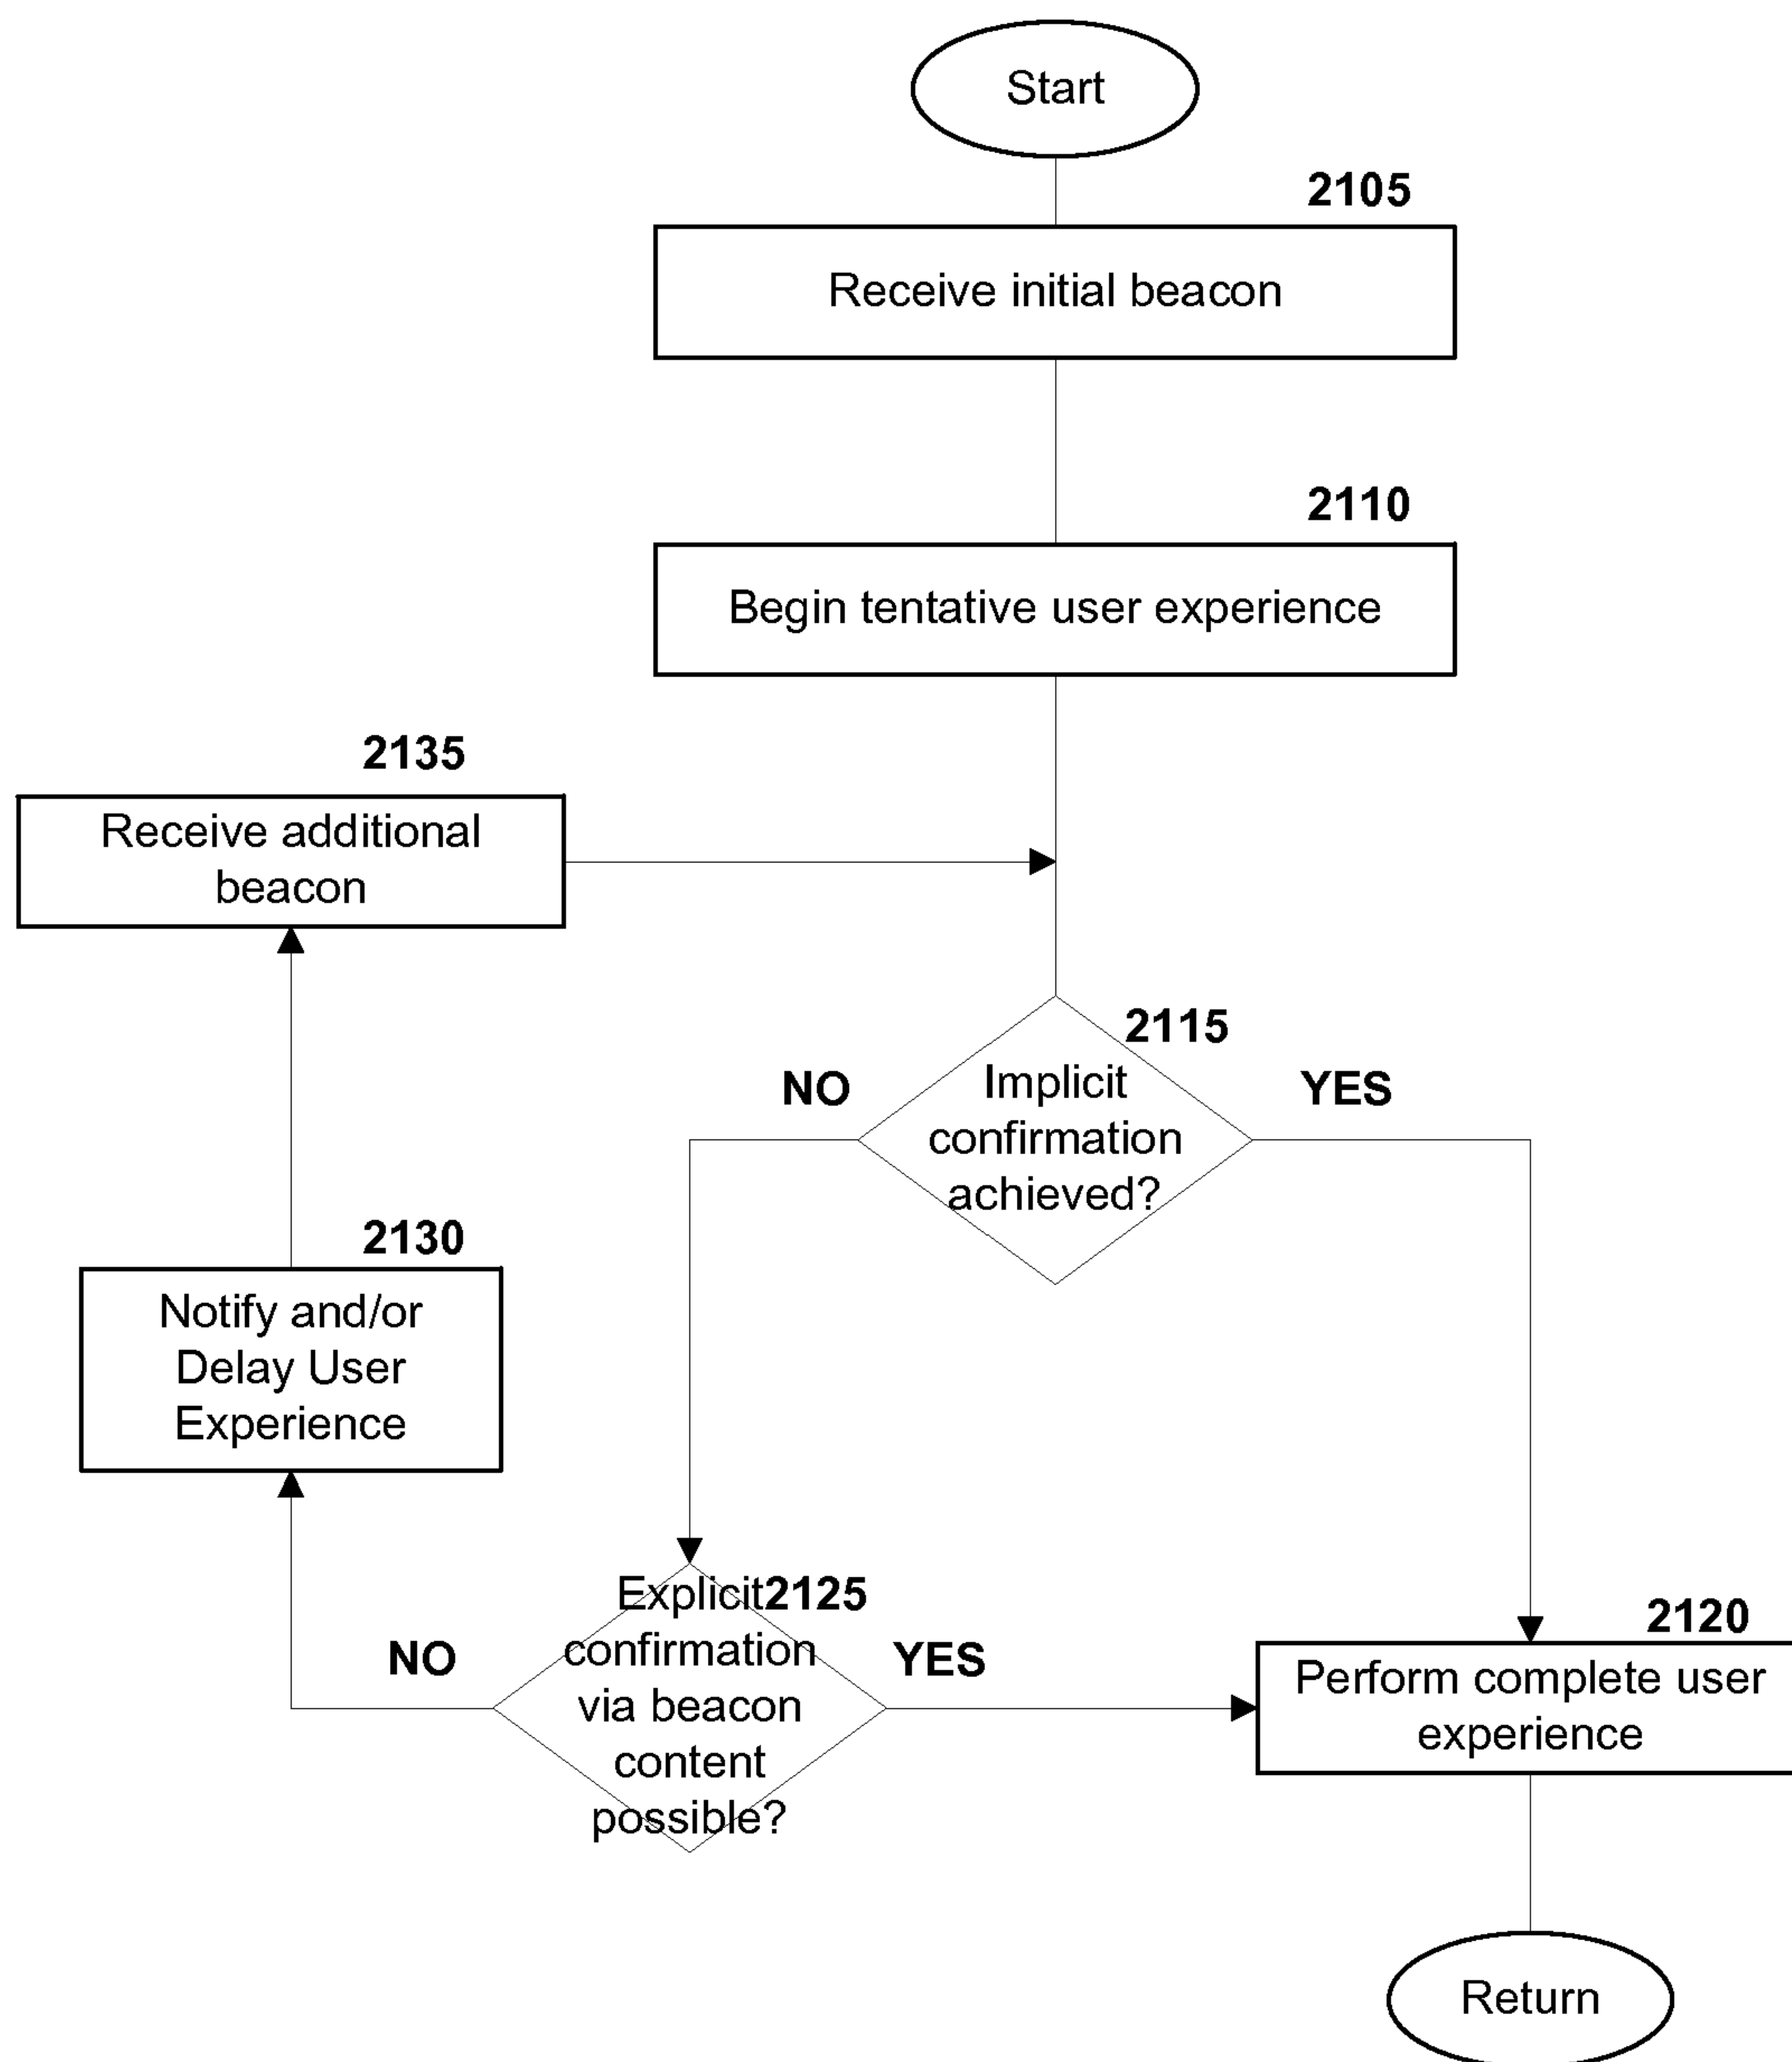 Start
2105
Receive initial beacon
2110
Begin tentative user experience
2135
Receive additional
beacon
2115
NO
YES
Implicit
confirmation
achieved?
2130
Notify and/or
Delay User
Experience
Explicit
2125
confirmation
via beacon
content
possible?
NO
YES
2120
Perform complete user
experience
Return